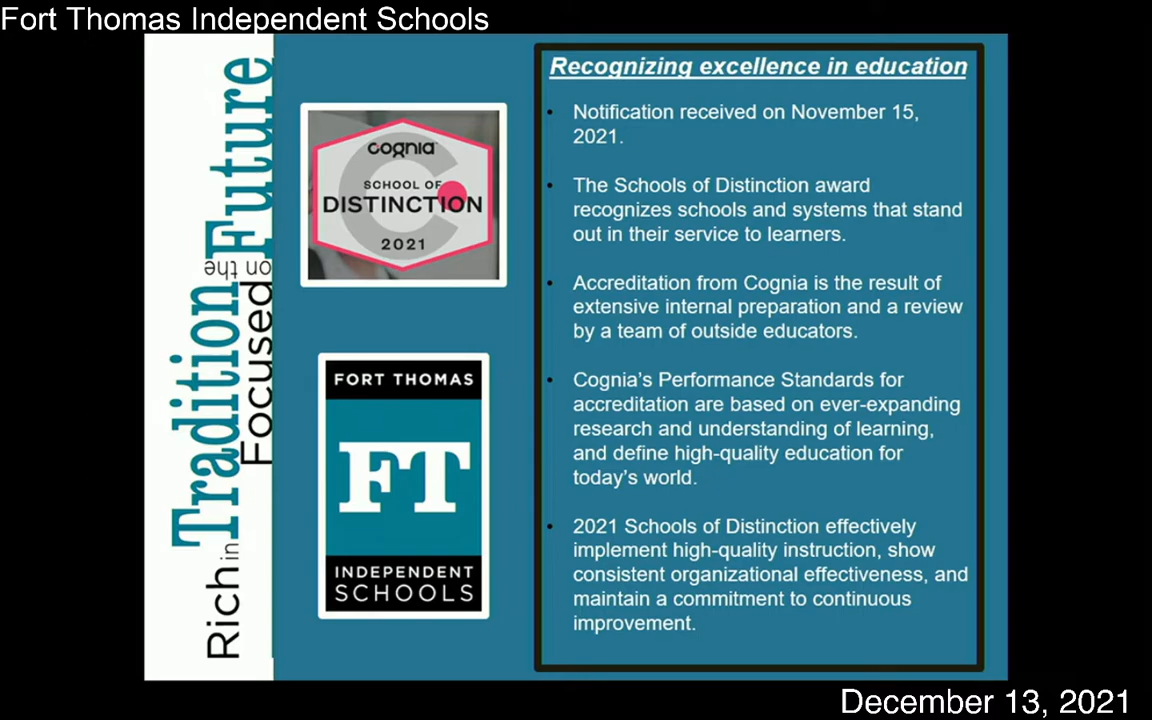 Fort Thomas Independent Schools
Rich in Tradition
Focused on the Future
cognia
SCHOOL OF
DISTINCTION
2021
FORT THOMAS
FT
INDEPENDENT
SCHOOLS
Recognizing excellence in education
• Notification received on November 15,
2021.
• The Schools of Distinction award
recognizes schools and systems that stand
out in their service to learners.
• Accreditation from Cognia is the result of
extensive internal preparation and a review
by a team of outside educators.
• Cognia's Performance Standards for
accreditation are based on ever-expanding
research and understanding of learning,
and define high-quality education for
today's world.
• 2021 Schools of Distinction effectively
implement high-quality instruction, show
consistent organizational effectiveness, and
maintain a commitment to continuous
improvement.
December 13, 2021